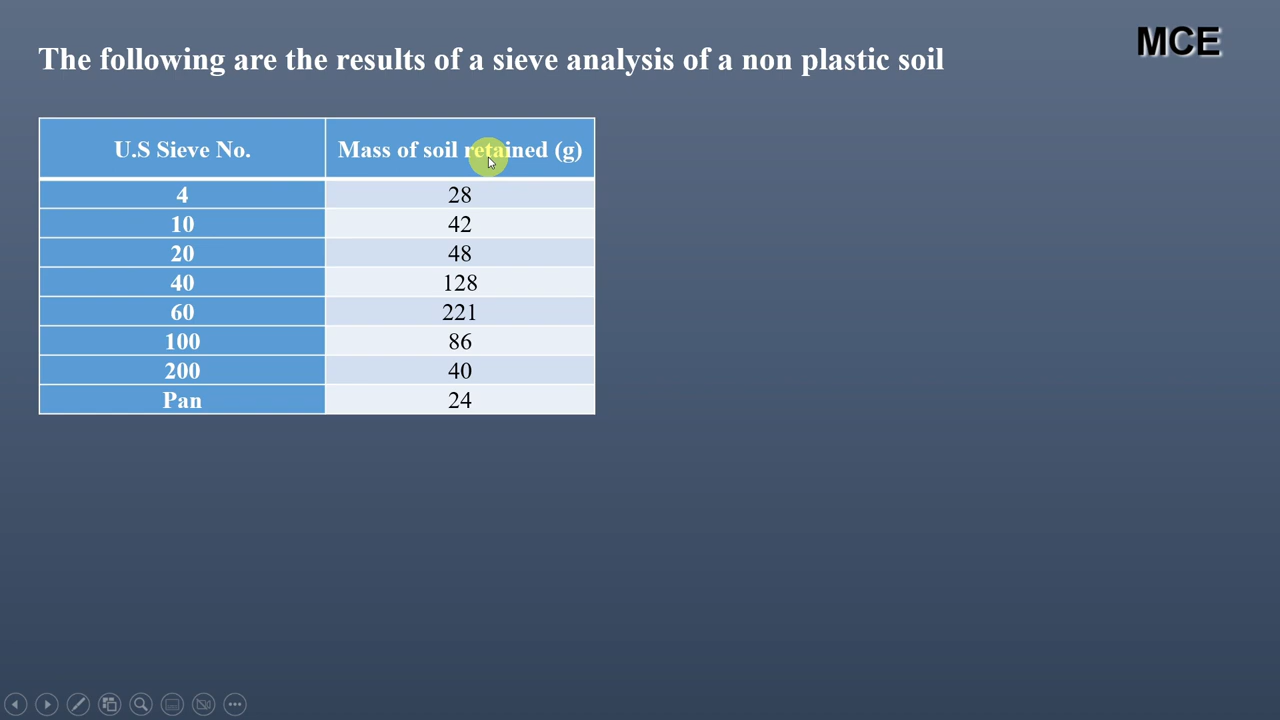 MCE
The following are the results of a sieve analysis of a non plastic soil
U.S Sieve No. Mass of soil retained (g)
4 28
10 42
20 48
40 128
60 221
100 86
200 40
Pan 24